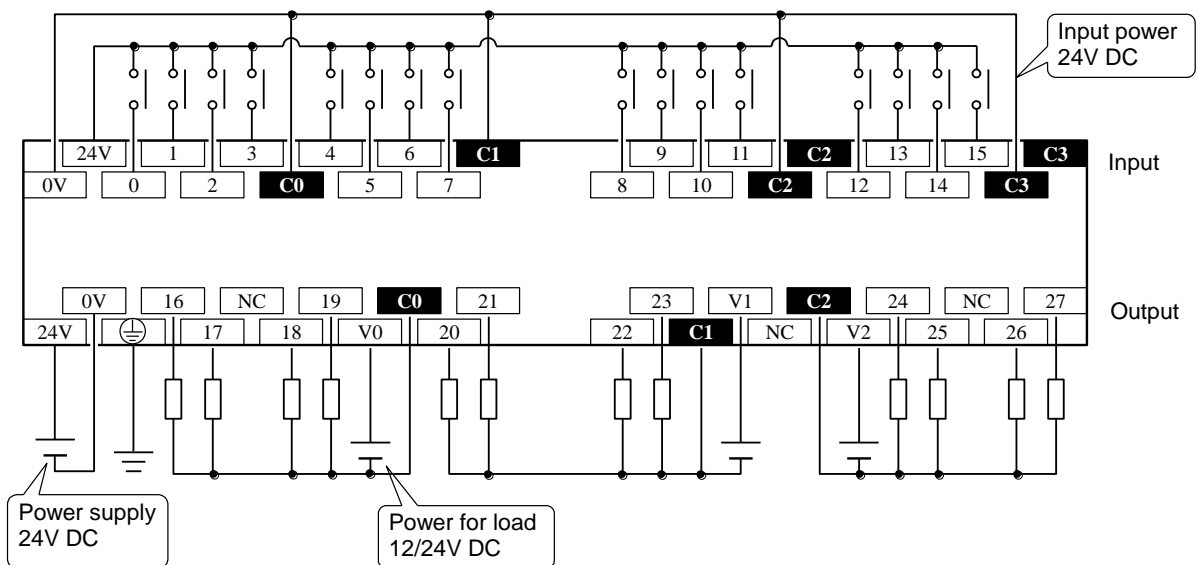 Input power
24V DC
24V 1 3 4 6 C1 9 11 C2 13 15 C3
Input
0V 0 2 C0 5 7 8 10 C2 12 14 C3
0V 16 NC 19 C0 21 23 V1 C2 24 NC 27
Output
24V 17 18 V0 20 22 C1 NC V2 25 26
Power supply
24V DC
Power for load
12/24V DC